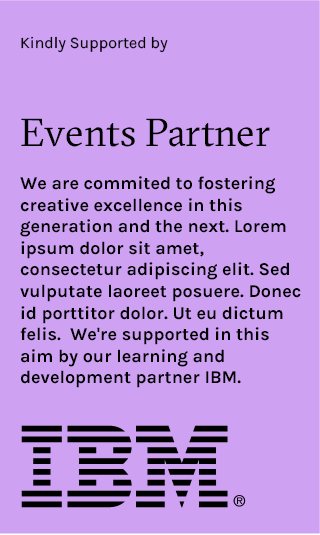 Kindly Supported by
Events Partner
We are commited to fostering
creative excellence in this
generation and the next. Lorem
ipsum dolor sit amet,
consectetur adipiscing elit. Sed
vulputate laoreet posuere. Donec
id porttitor dolor. Ut eu dictum
felis.  We're supported in this
aim by our learning and
development partner IBM.
IBM®